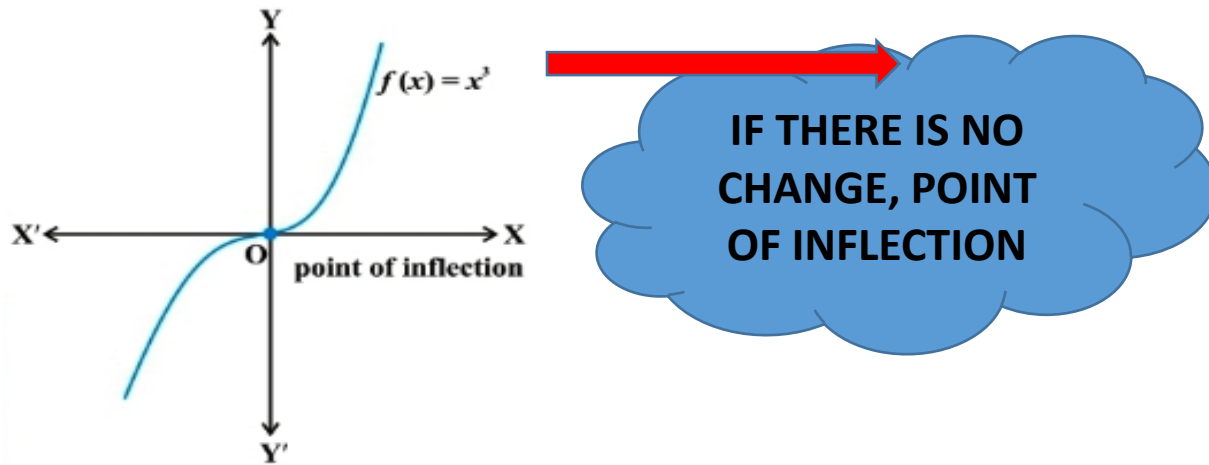 Y
f(x) = x³
X′
X
O
point of inflection
Y′
IF THERE IS NO
CHANGE, POINT
OF INFLECTION